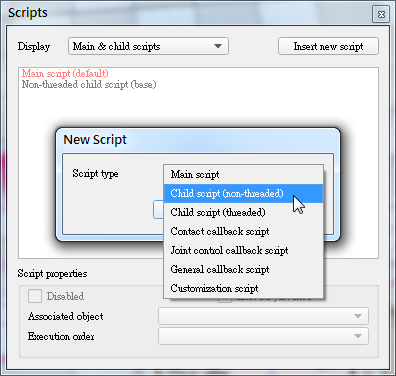 Scripts
Display
Main & child scripts
Insert new script
Main script (default)
Non-threaded child script (base)
New Script
Script type
Main script
Child script (non-threaded)
Child script (threaded)
Contact callback script
Joint control callback script
General callback script
Customization script
Script properties
Disabled
Associated object
Execution order